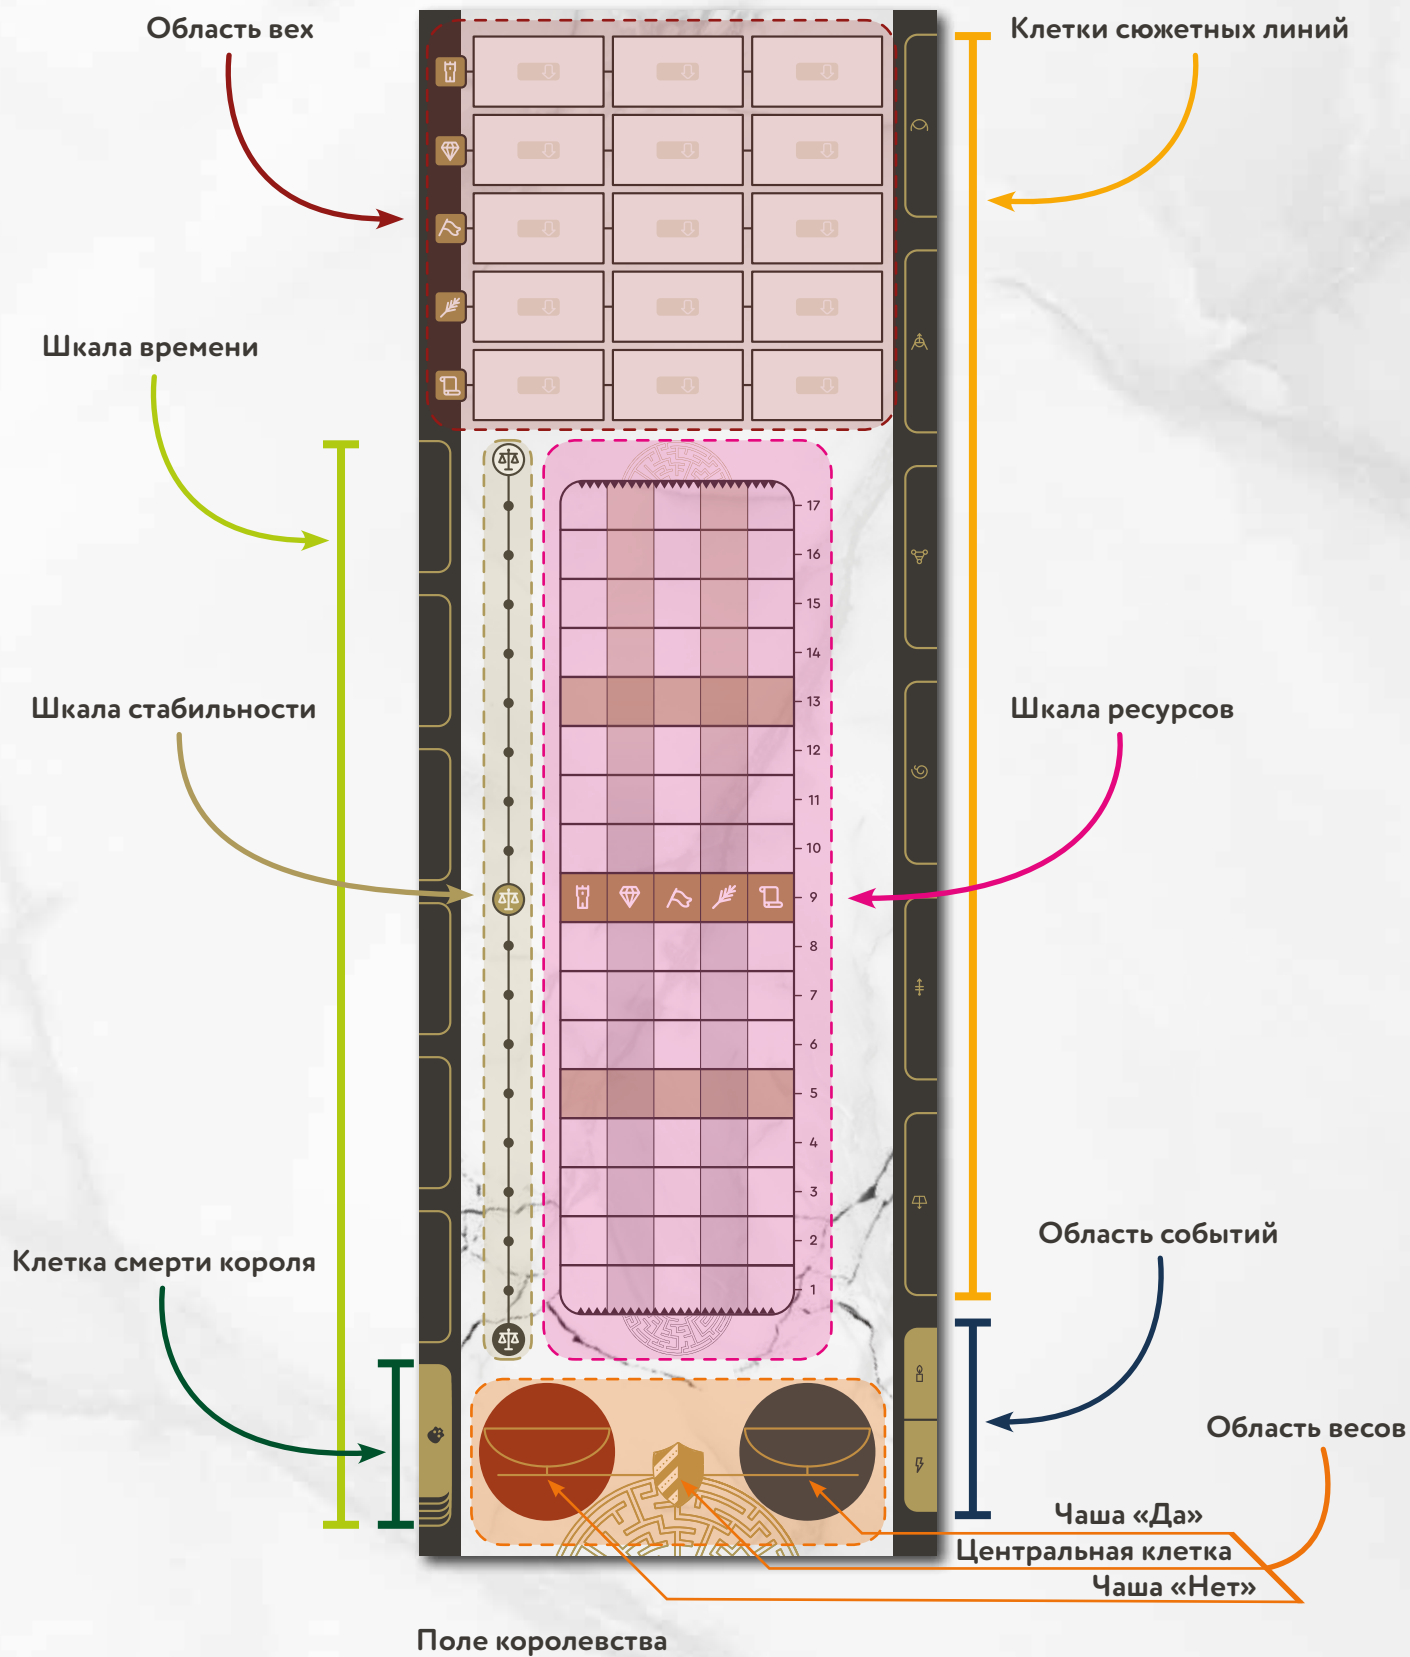 Область вех
Клетки сюжетных линий
Шкала времени
17
16
15
14
13
Шкала стабильности
Шкала ресурсов
12
11
10
9
8
7
6
5
4
3
2
1
Область событий
Клетка смерти короля
Область весов
Чаша «Да»
Центральная клетка
Чаша «Нет»
Поле королевства